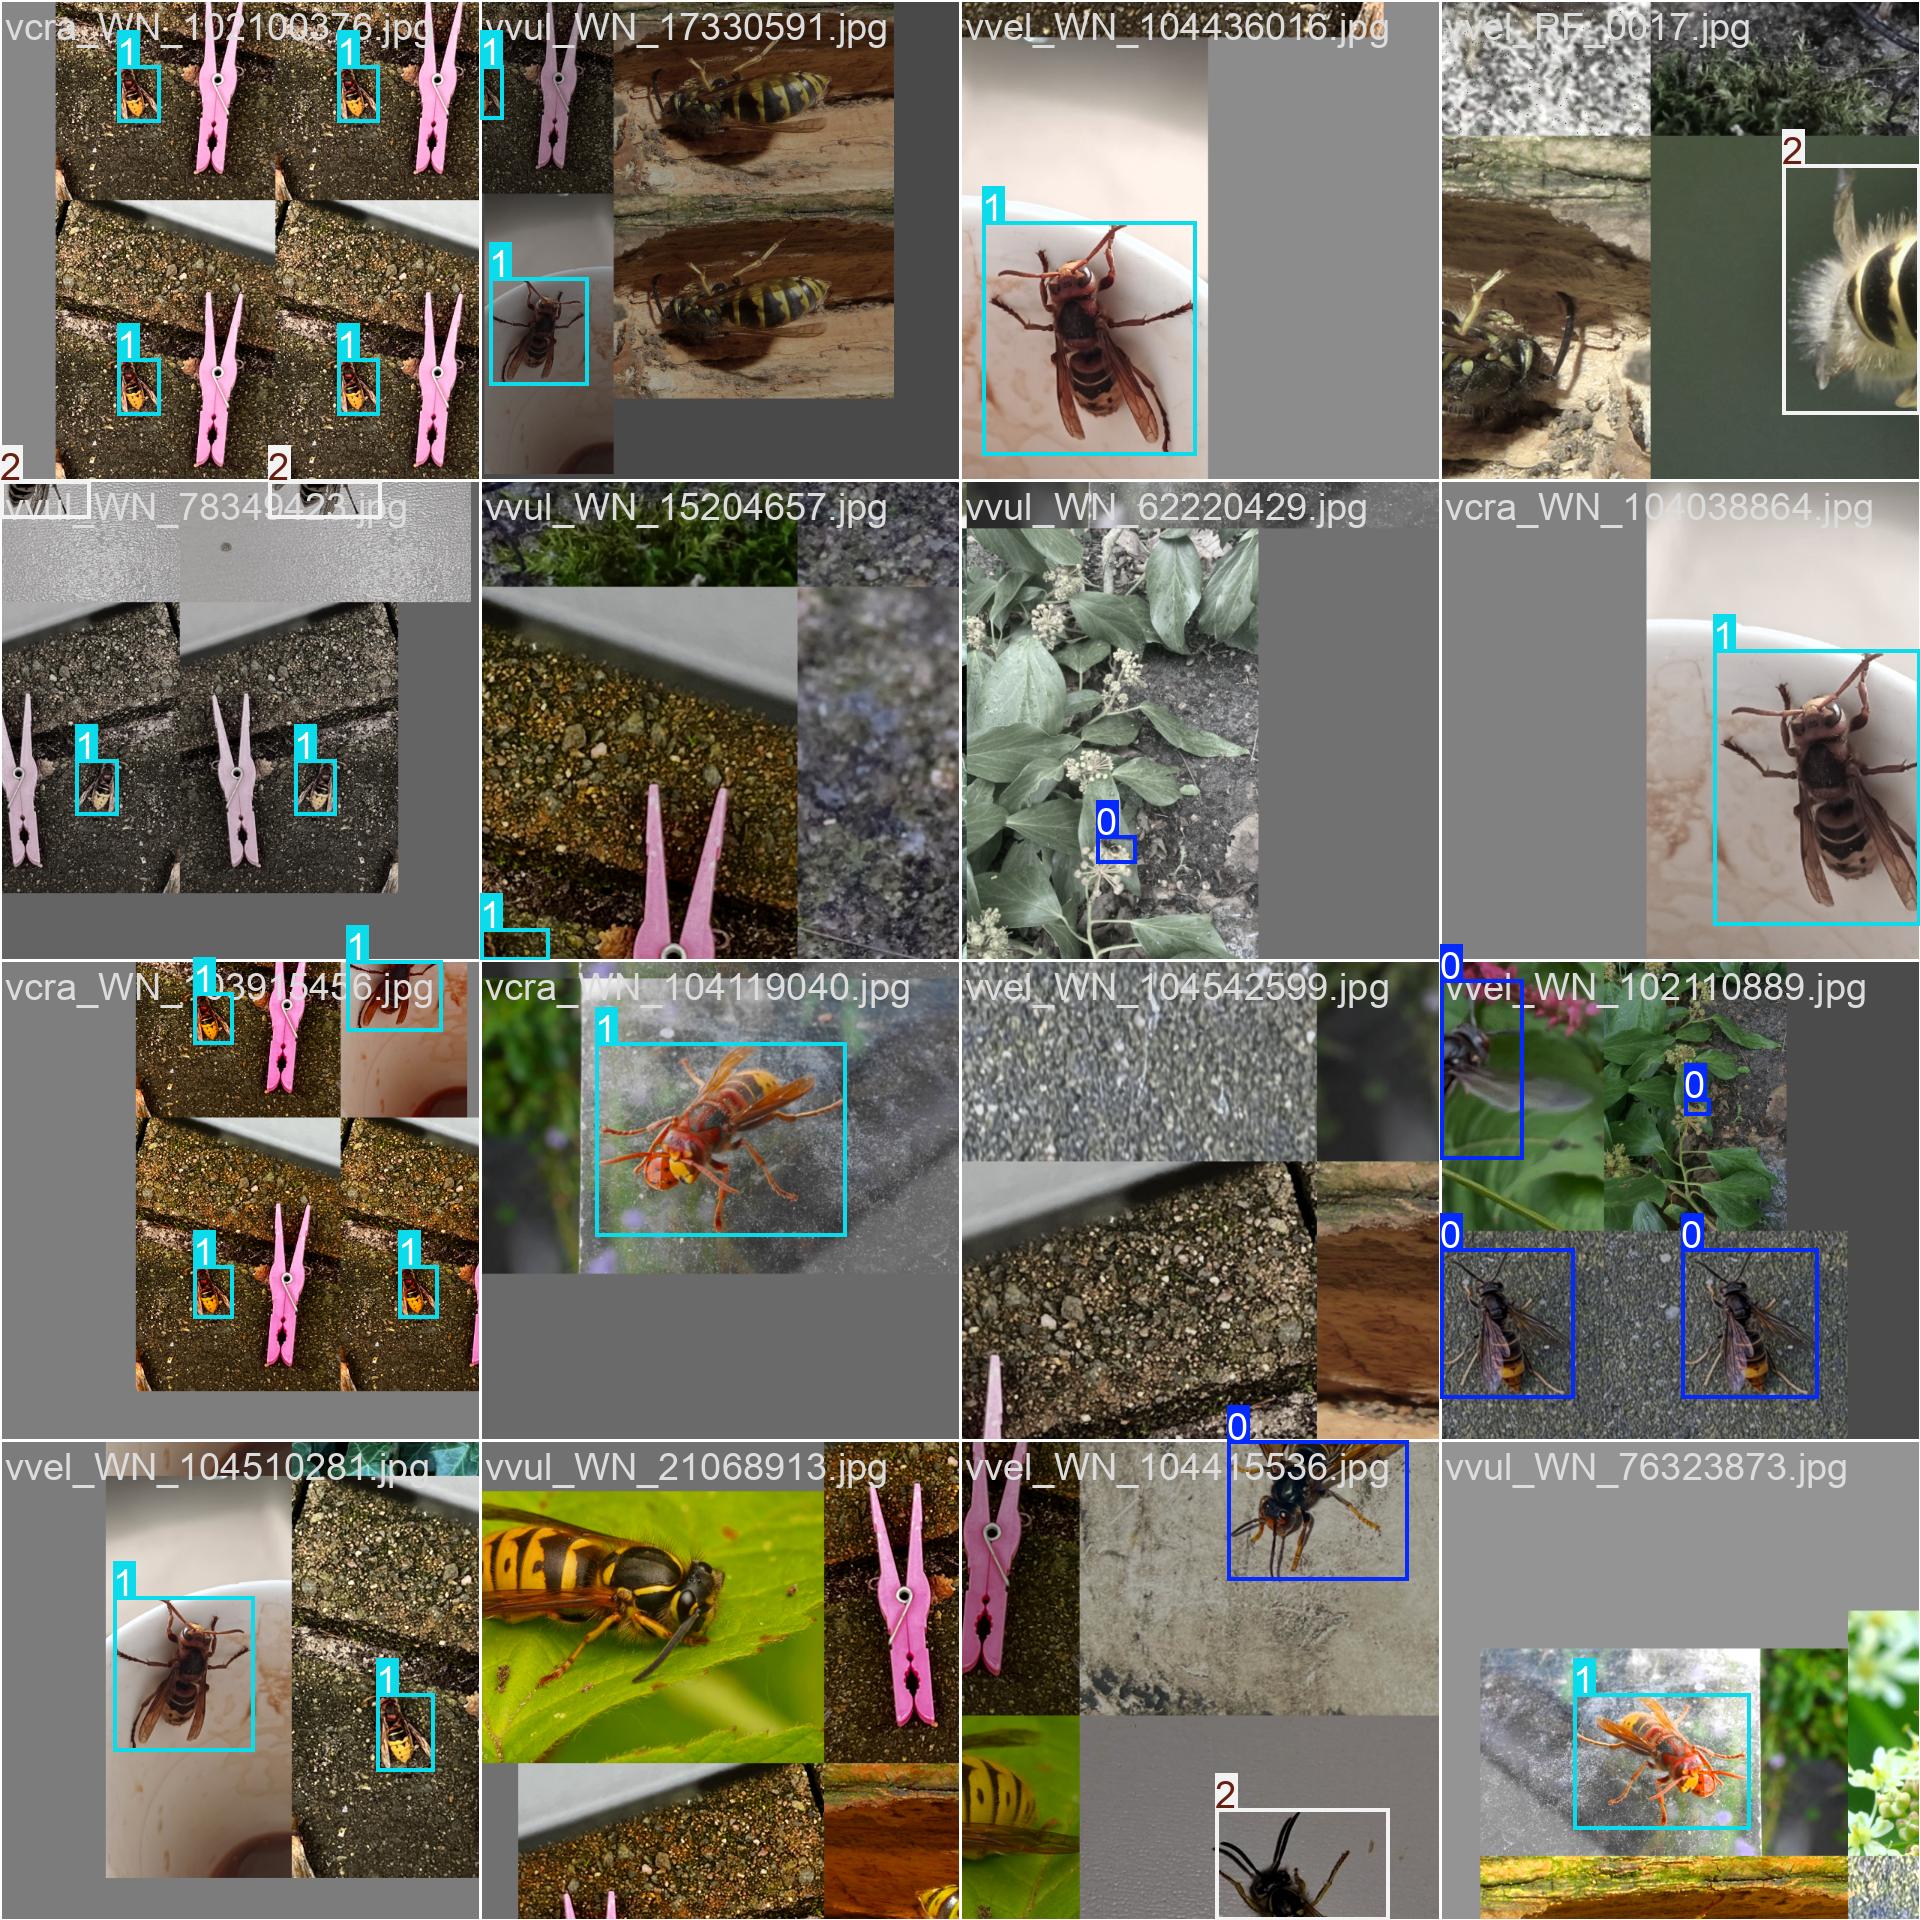 vcra_WN_102100376.jpg
vvul_WN_17330591.jpg
vvel_WN_104436016.jpg
vvel_RF_0017.jpg
1
1
1
1
1
1
1
2
2
2
vvul_WN_78349423.jpg
vvul_WN_15204657.jpg
vvul_WN_62220429.jpg
vcra_WN_104038864.jpg
1
1
1
0
1
vcra_WN_103915456.jpg
vcra_WN_104119040.jpg
vvel_WN_104542599.jpg
vvel_WN_102110889.jpg
1
1
1
1
1
0
0
0
0
0
vvel_WN_104510281.jpg
vvul_WN_21068913.jpg
vvel_WN_104415536.jpg
vvul_WN_76323873.jpg
1
1
2
1